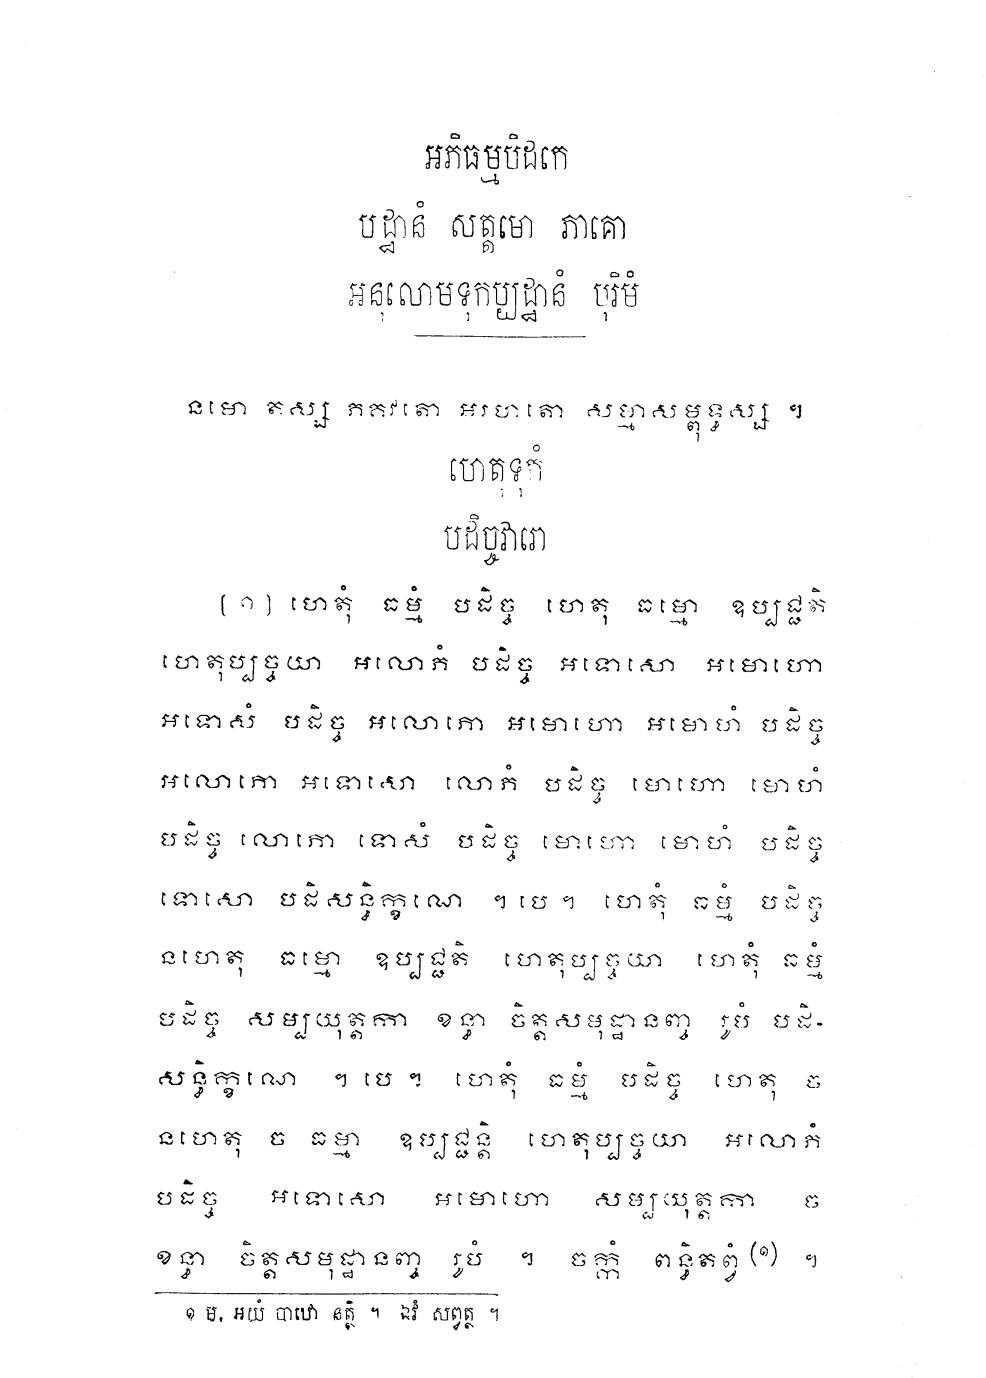 អភិធម្មបិដកេ
បដ្ឋានំ សត្តមោ ភាគោ
អនុលោមទុកប្បដ្ឋានំ បុរិមំ
នមោ តស្ស ភគវតោ អរហតោ សម្មាសម្ពុទ្ធស្ស ។
ហេតុទុកំ
បដិច្ចវារោ
(១) ហេតុំ ធម្មំ បដិច្ច ហេតុ ធម្មោ ឧប្បជ្ជតិ
ហេតុប្បច្ចយា អលោភំ បដិច្ច អទោសោ អមោហោ
អទោសំ បដិច្ច អលោភោ អមោហោ អមោហំ បដិច្ច
អលោភោ អទោសោ លោភំ បដិច្ច មោហោ មោហំ
បដិច្ច លោភោ ទោសំ បដិច្ច មោហោ មោហំ បដិច្ច
ទោសោ បដិសន្ធិក្ខណេ ។ បេ ។ ហេតុំ ធម្មំ បដិច្ច
នហេតុ ធម្មោ ឧប្បជ្ជតិ ហេតុប្បច្ចយា ហេតុំ ធម្មំ
បដិច្ច សម្បយុត្តកា ខន្ធា ចិត្តសមុដ្ឋានញ្ច រូបំ បដិ-
សន្ធិក្ខណេ ។ បេ ។ ហេតុំ ធម្មំ បដិច្ច ហេតុ ច
នហេតុ ច ធម្មា ឧប្បជ្ជន្តិ ហេតុប្បច្ចយា អលោភំ
បដិច្ច អទោសោ អមោហោ សម្បយុត្តកា ច
ខន្ធា ចិត្តសមុដ្ឋានញ្ច រូបំ ។ ចក្កំ ពន្ធិតព្វំ (១) ។
១ ម. អយំ បាឋោ នត្ថិ ។ ឯវំ សព្វត្ថ ។